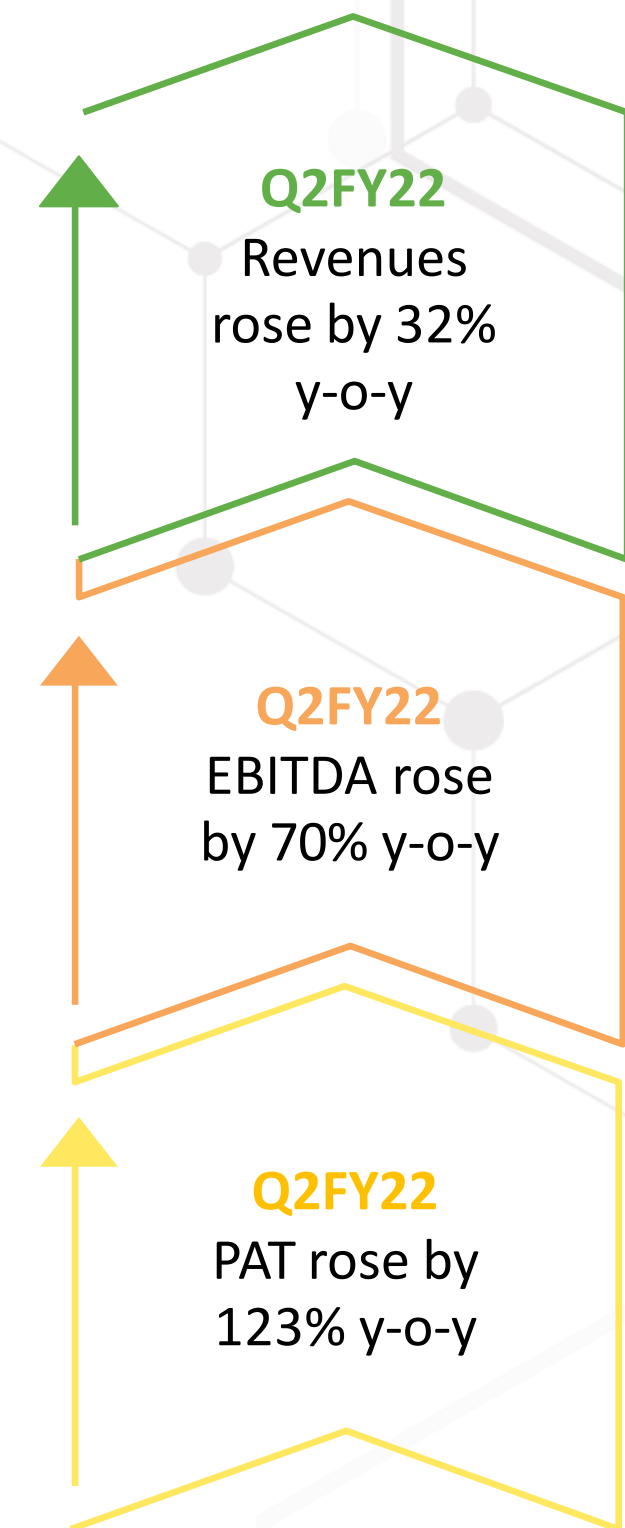 Q2FY22
Revenues
rose by 32%
y-o-y
Q2FY22
EBITDA rose
by 70% y-o-y
Q2FY22
PAT rose by
123% y-o-y